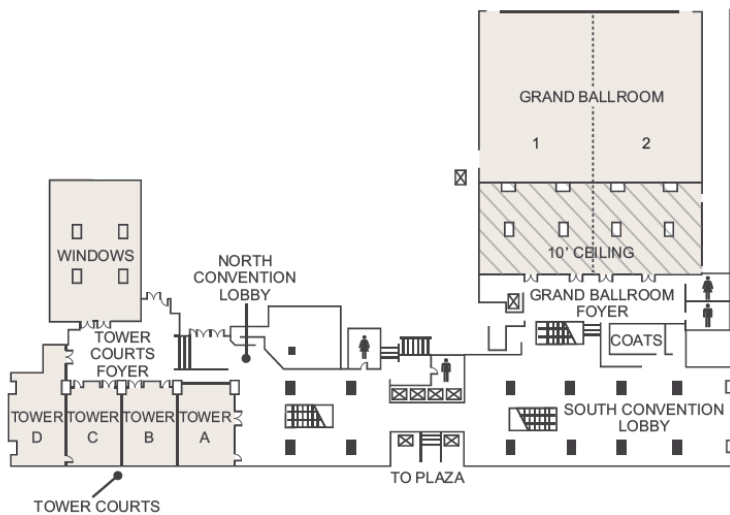 GRAND BALLROOM
1
2
10' CEILING
WINDOWS
NORTH
CONVENTION
LOBBY
GRAND BALLROOM
FOYER
COATS
TOWER
COURTS
FOYER
TOWER
D
TOWER
C
TOWER
B
TOWER
A
SOUTH CONVENTION
LOBBY
TO PLAZA
TOWER COURTS